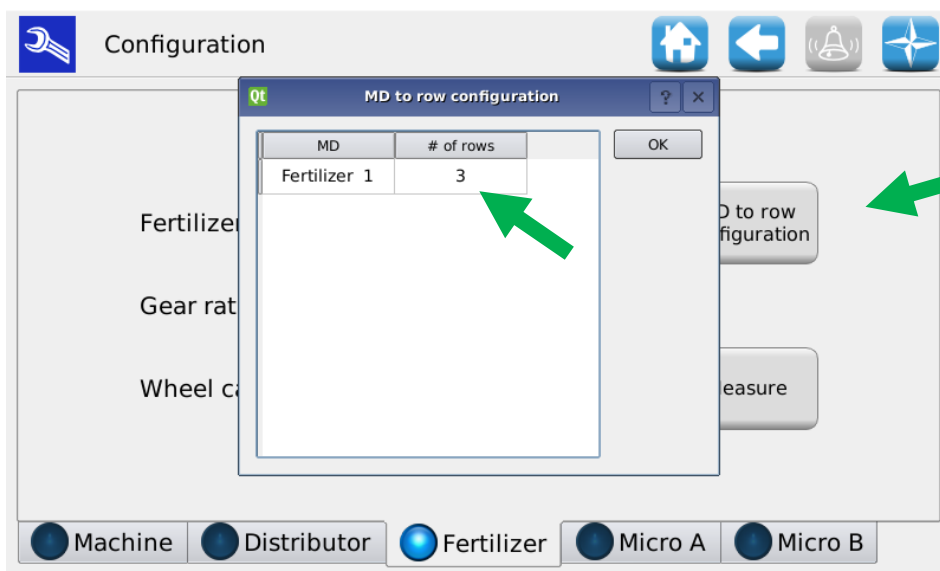 Configuration
Qt MD to row configuration ? ×
MD # of rows OK
Fertilizer 1 3
Fertilizer
D to row
figuration
Gear rat
Wheel ca
easure
Machine Distributor Fertilizer Micro A Micro B